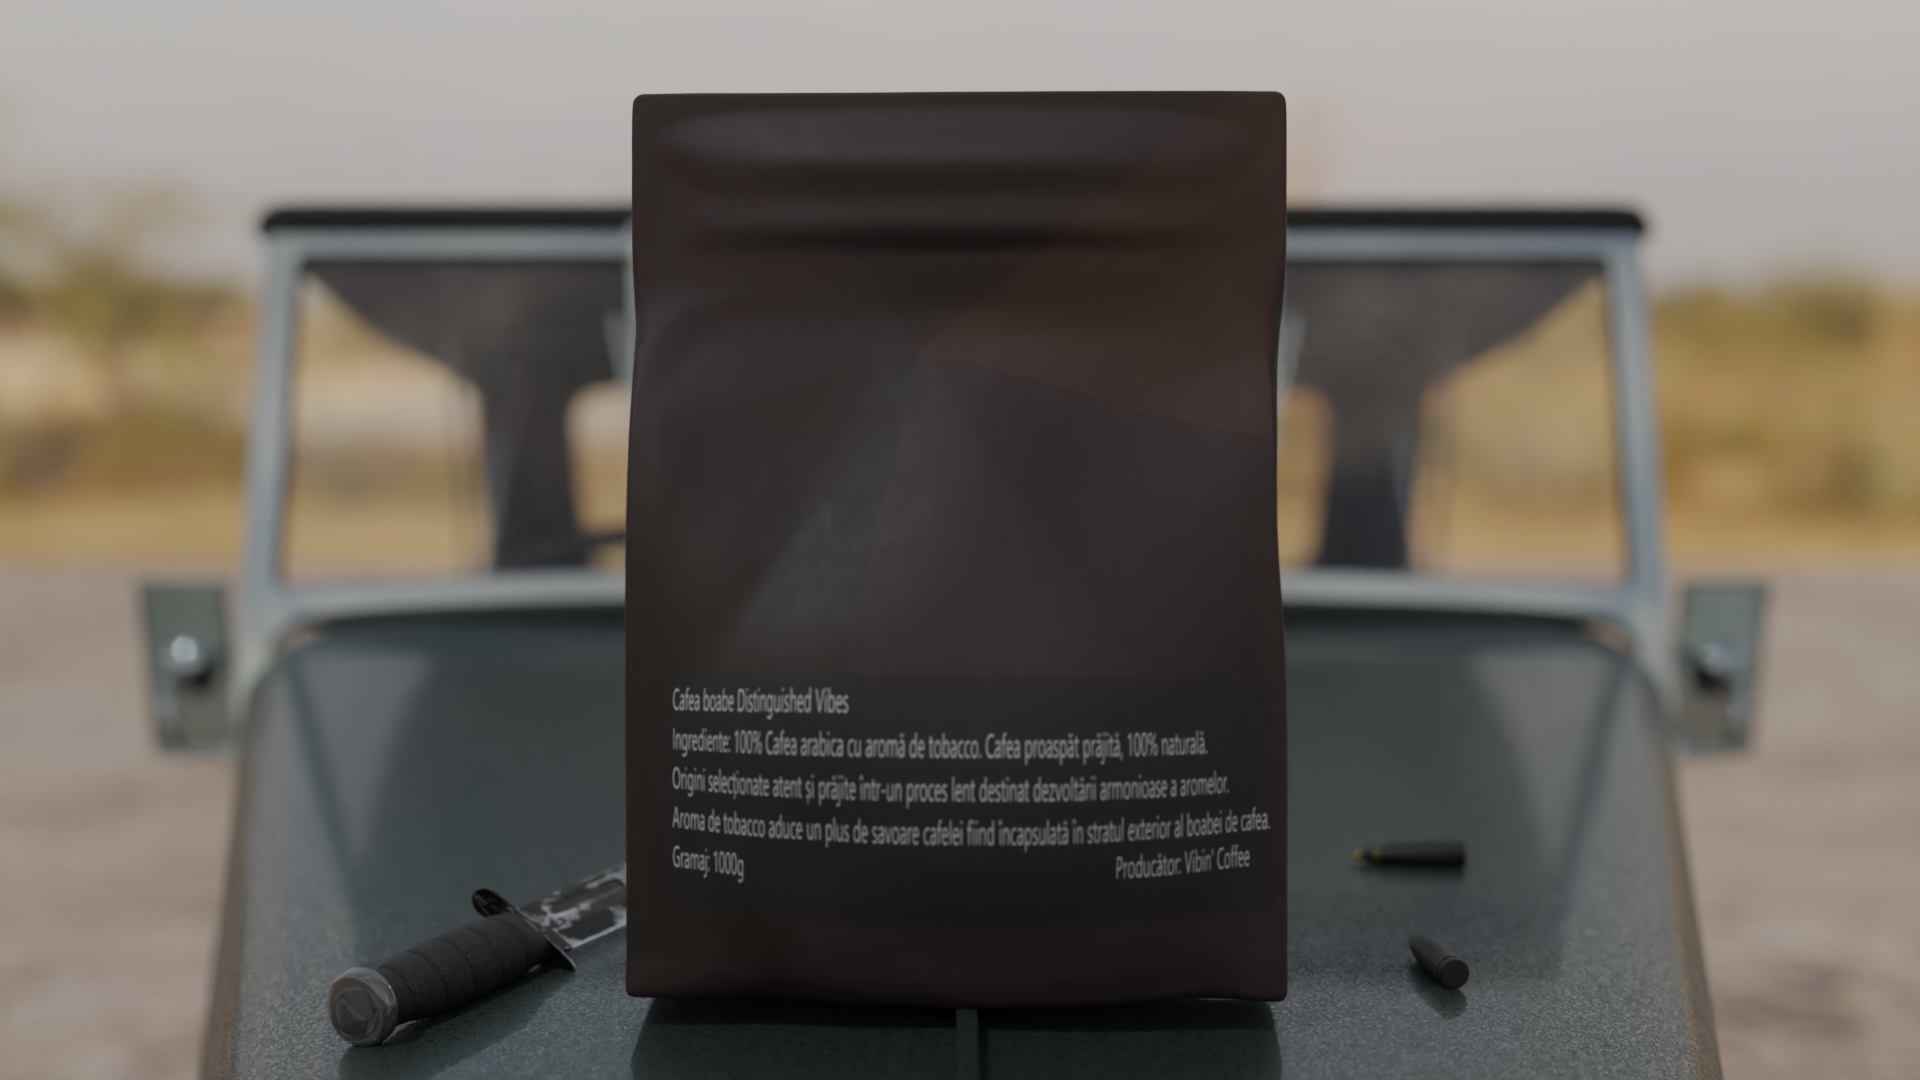 Cafea boabe Distinguished Vibes
Ingrediente: 100% Cafea arabica cu aromă de tobacco. Cafea proaspăt prăjită, 100% naturală.
Origini selecționate atent și prăjite într-un proces lent destinat dezvoltării armonioase a aromelor.
Aroma de tobacco aduce un plus de savoare cafelei fiind încapsulată în stratul exterior al boabei de cafea.
Gramaj: 1000g
Producător: Vibin' Coffee